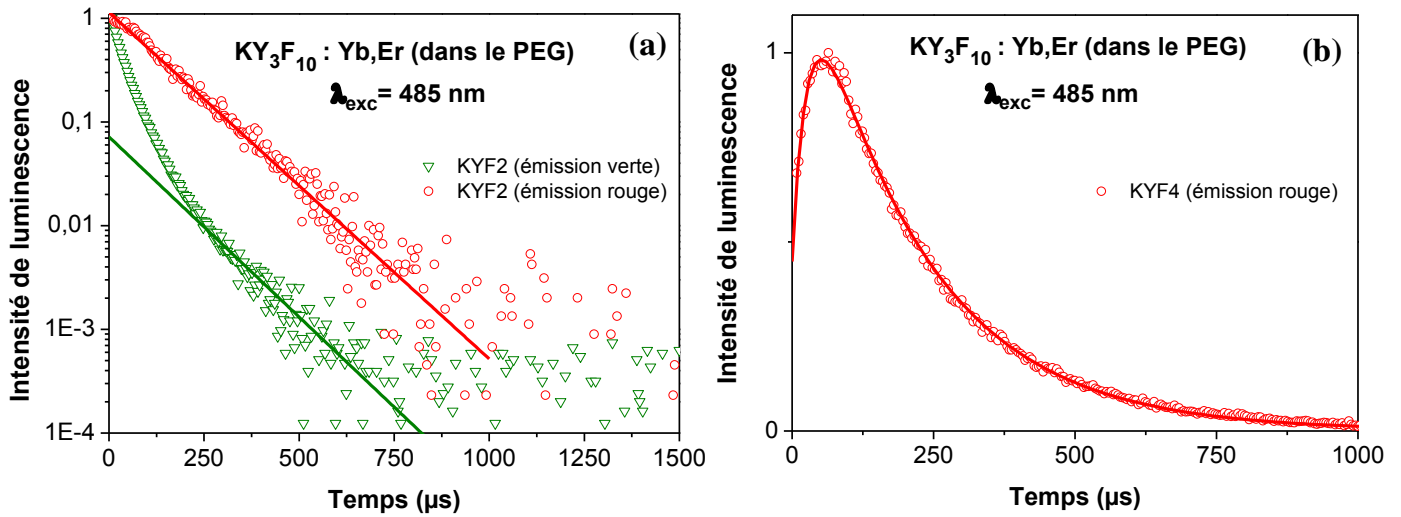 (a)
KY₃F₁₀ : Yb,Er (dans le PEG)
λexc= 485 nm
KYF2 (émission verte)
KYF2 (émission rouge)
Intensité de luminescence
1
0,1
0,01
1E-3
1E-4
0 250 500 750 1000 1250 1500
Temps (µs)
(b)
KY₃F₁₀ : Yb,Er (dans le PEG)
λexc= 485 nm
KYF4 (émission rouge)
Intensité de luminescence
1
0
0 250 500 750 1000
Temps (µs)